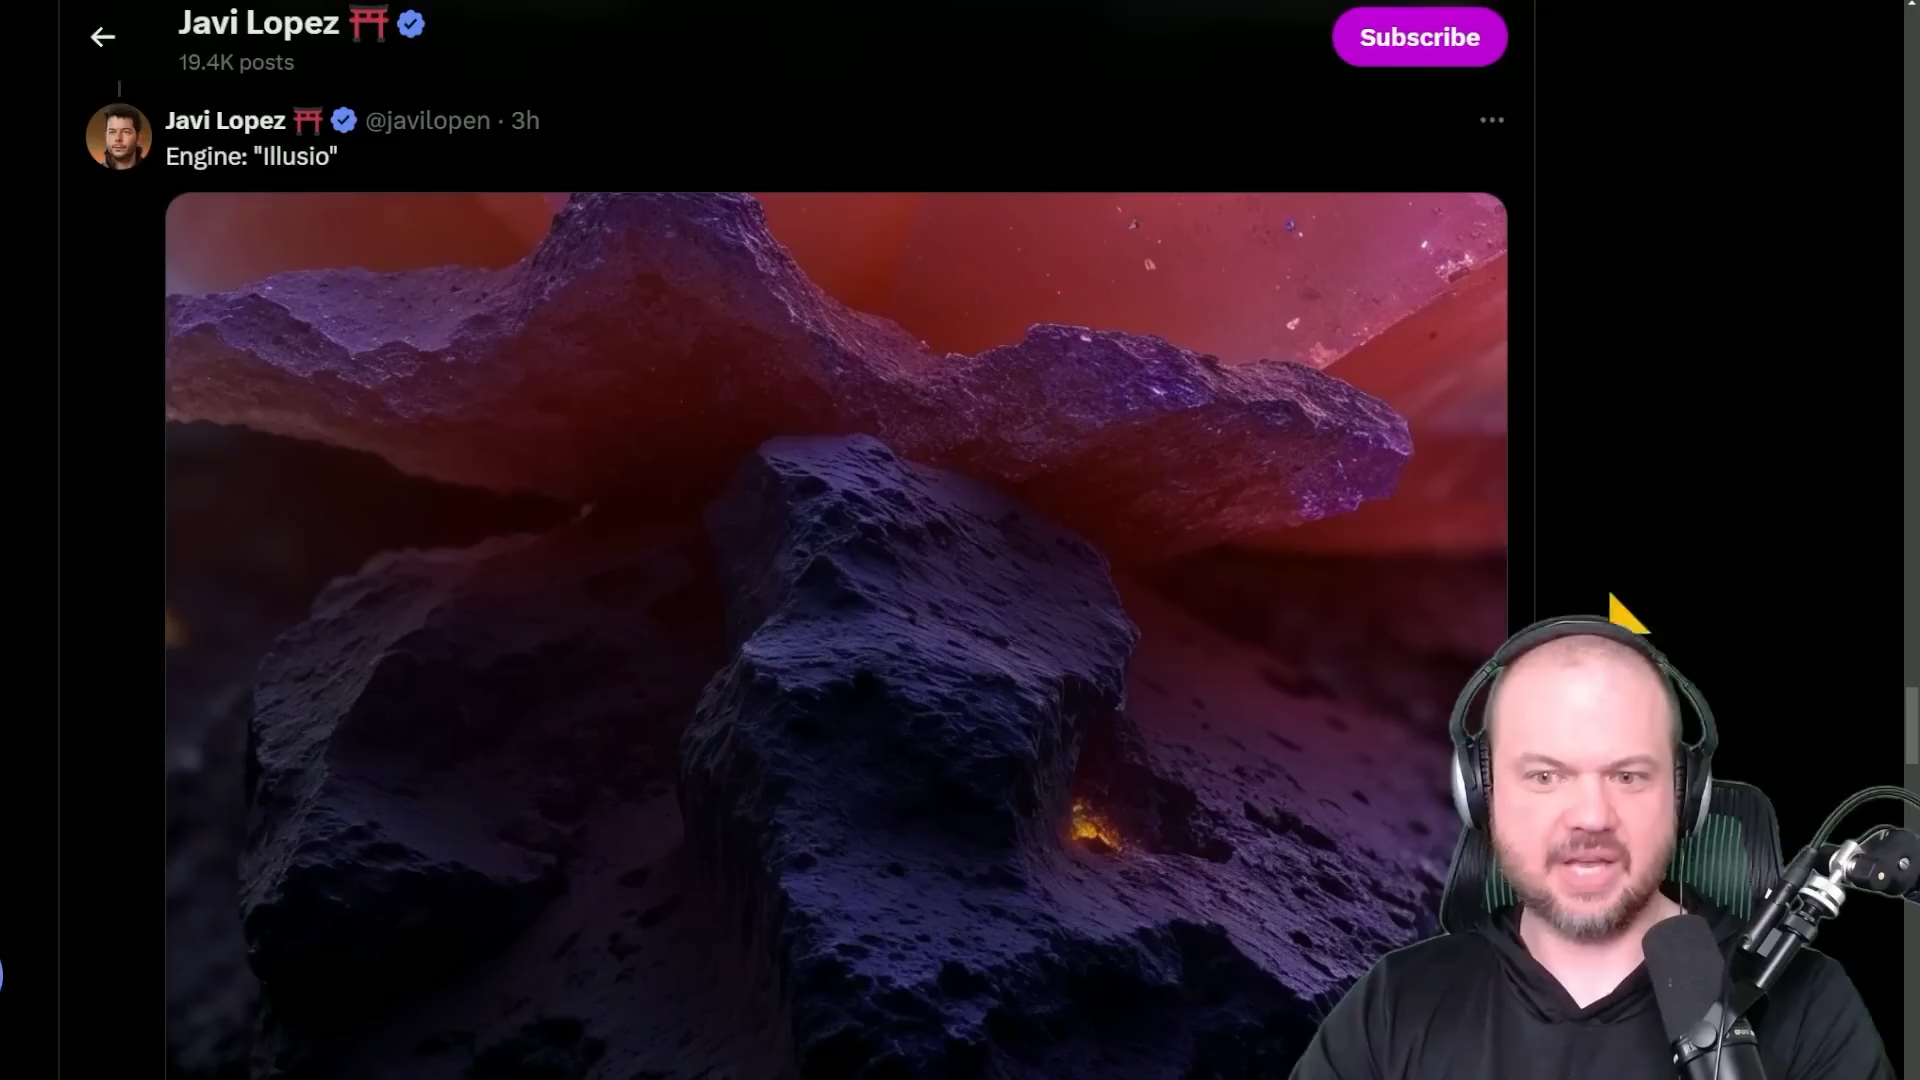 Javi Lopez
19.4K posts
Subscribe
Javi Lopez @javilopen · 3h
Engine: "Illusio"